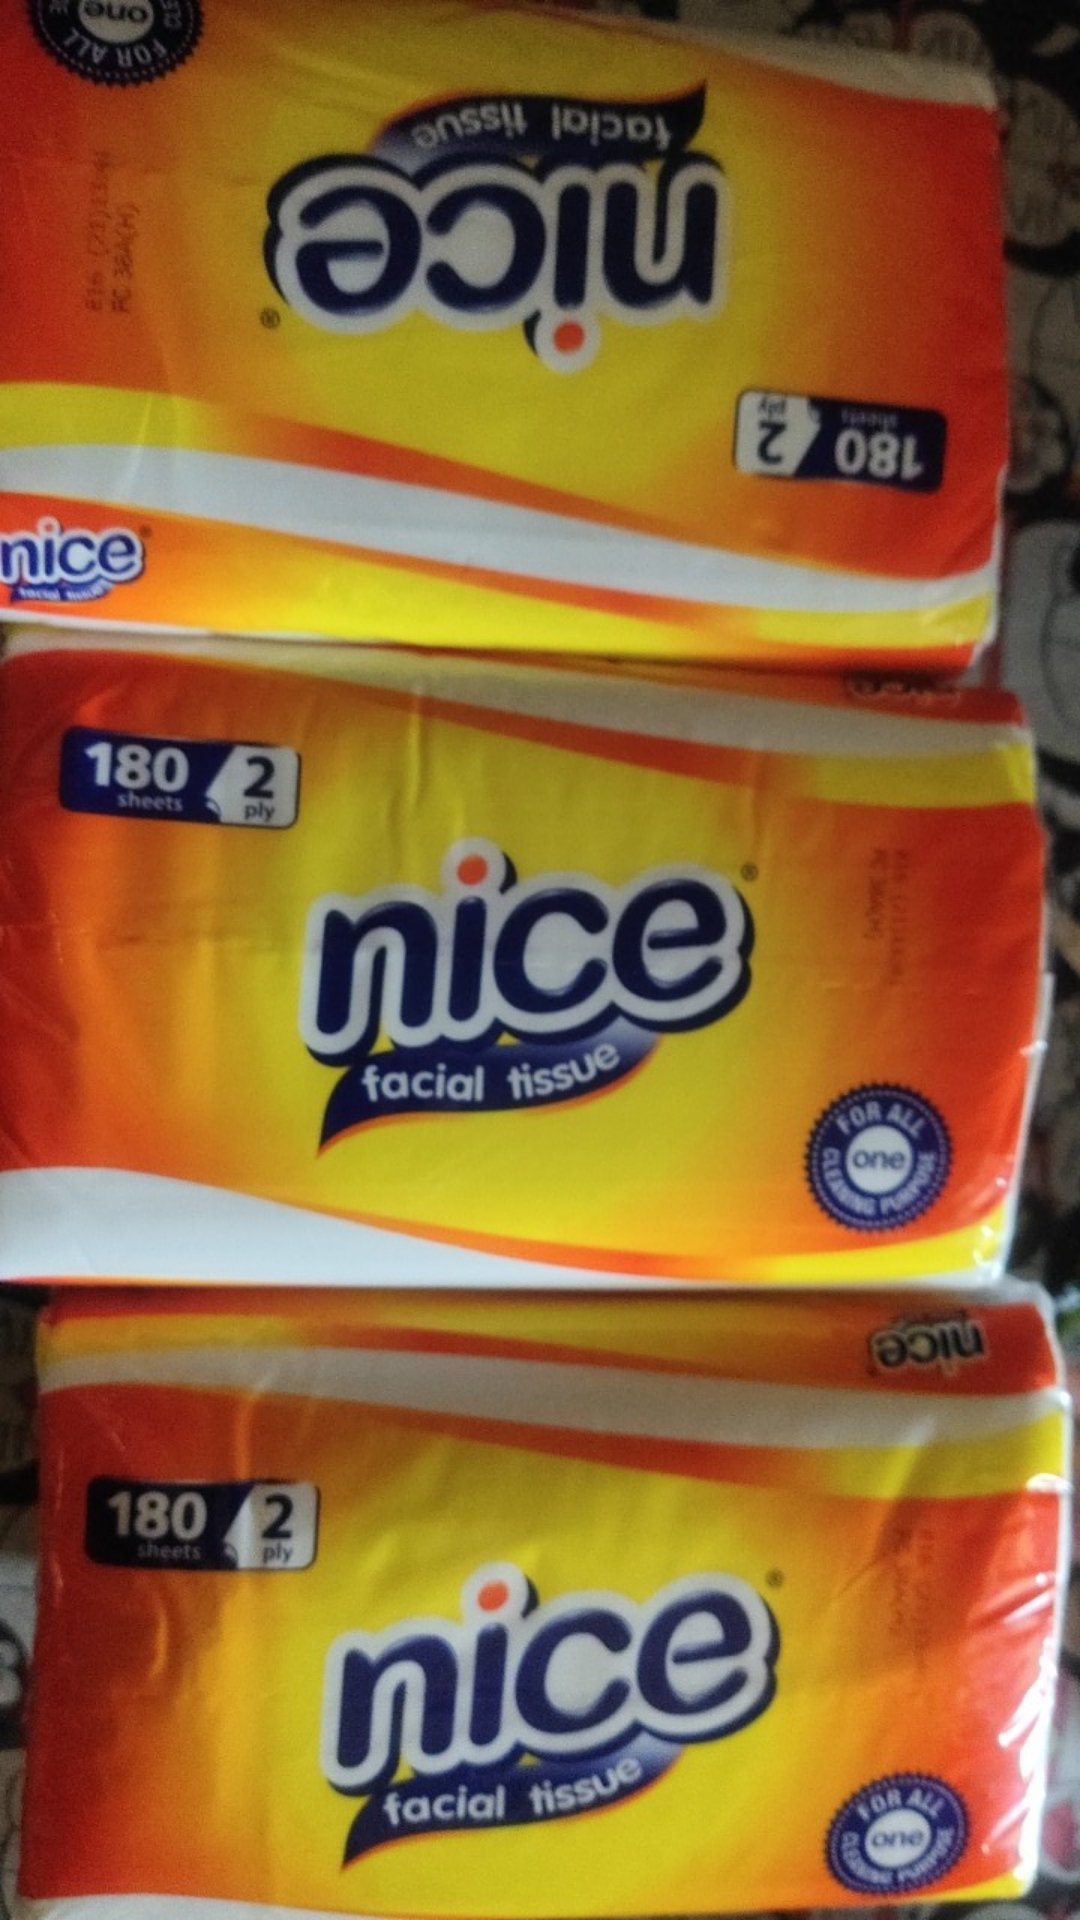 one
FOR ALL
facial tissue
nice
®
180
sheets
2
ply
nice
facial tissue
nice
180
sheets
2
ply
nice
®
facial tissue
FOR ALL
one
CLEANING PURPOSE
nice
180
sheets
2
ply
nice
®
facial tissue
FOR ALL
one
CLEANING PURPOSE